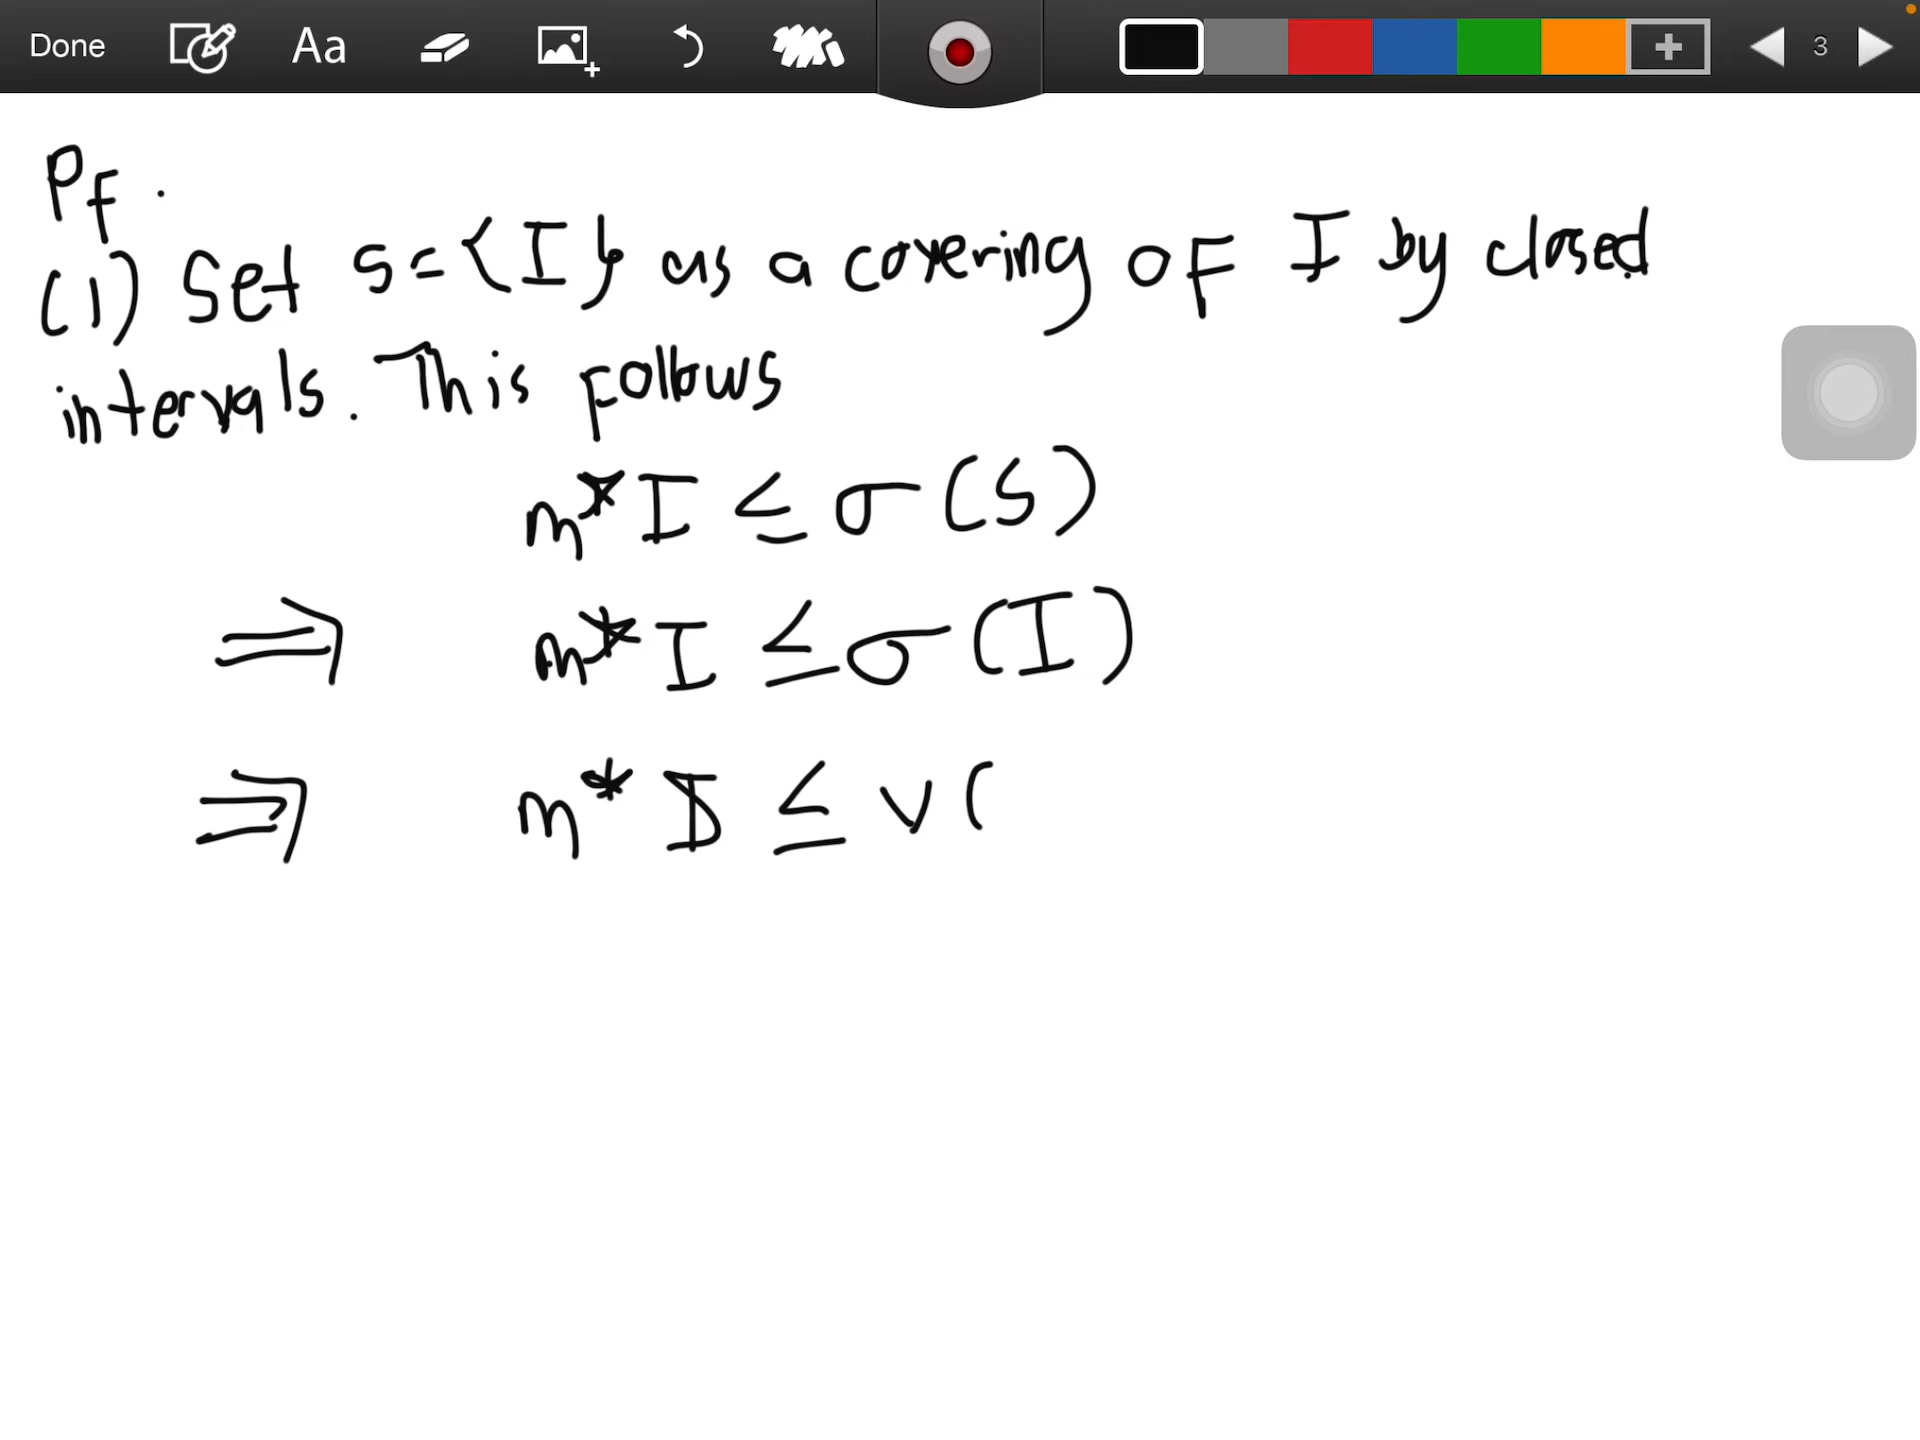 Done Aa 3
Pf.
(1) Set S={I} as a covering of I by closed
intervals. This follows
m*I ≤ σ(S)
⇒ m*I ≤ σ(I)
⇒ m*I ≤ v(